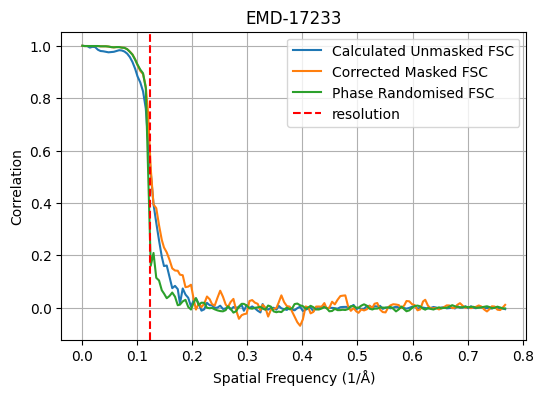 EMD-17233
Calculated Unmasked FSC
Corrected Masked FSC
Phase Randomised FSC
resolution
Correlation
1.0
0.8
0.6
0.4
0.2
0.0
0.0 0.1 0.2 0.3 0.4 0.5 0.6 0.7 0.8
Spatial Frequency (1/Å)